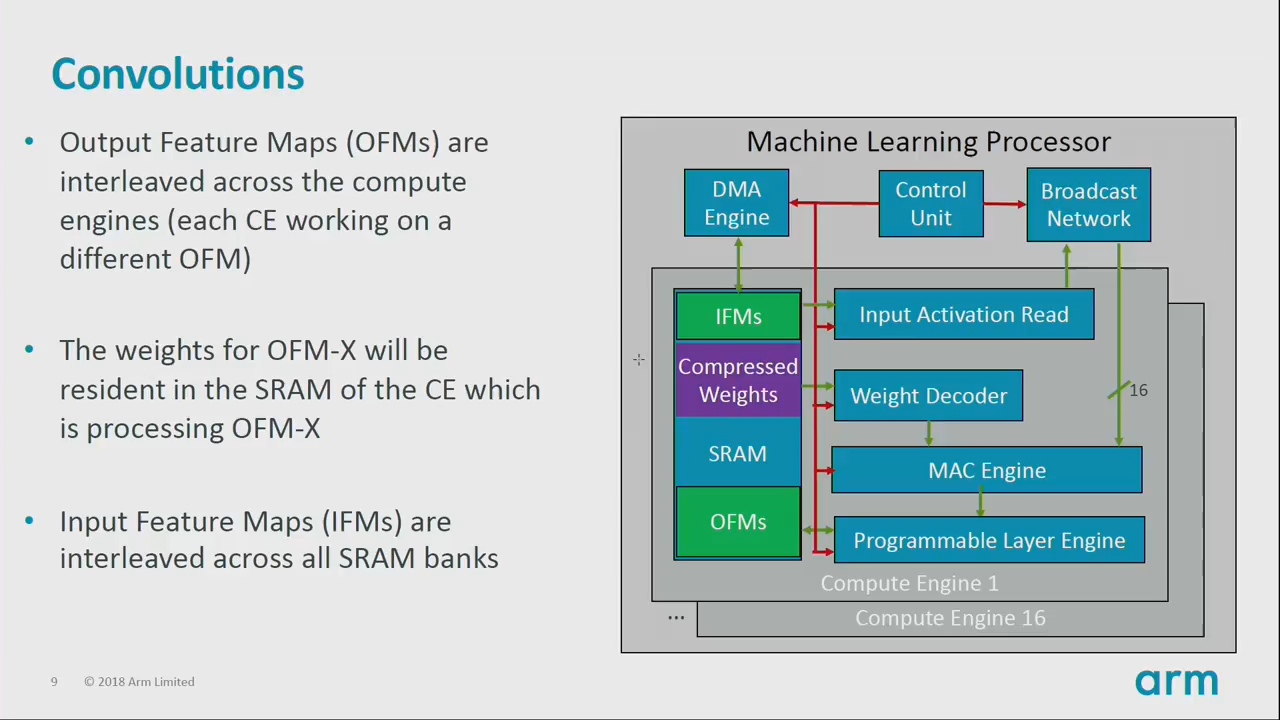 Convolutions
• Output Feature Maps (OFMs) are
interleaved across the compute
engines (each CE working on a
different OFM)
• The weights for OFM-X will be
resident in the SRAM of the CE which
is processing OFM-X
• Input Feature Maps (IFMs) are
interleaved across all SRAM banks
Machine Learning Processor
DMA
Engine
Control
Unit
Broadcast
Network
IFMs
Input Activation Read
Compressed
Weights
Weight Decoder
16
SRAM
MAC Engine
OFMs
Programmable Layer Engine
Compute Engine 1
...
Compute Engine 16
9
© 2018 Arm Limited
arm